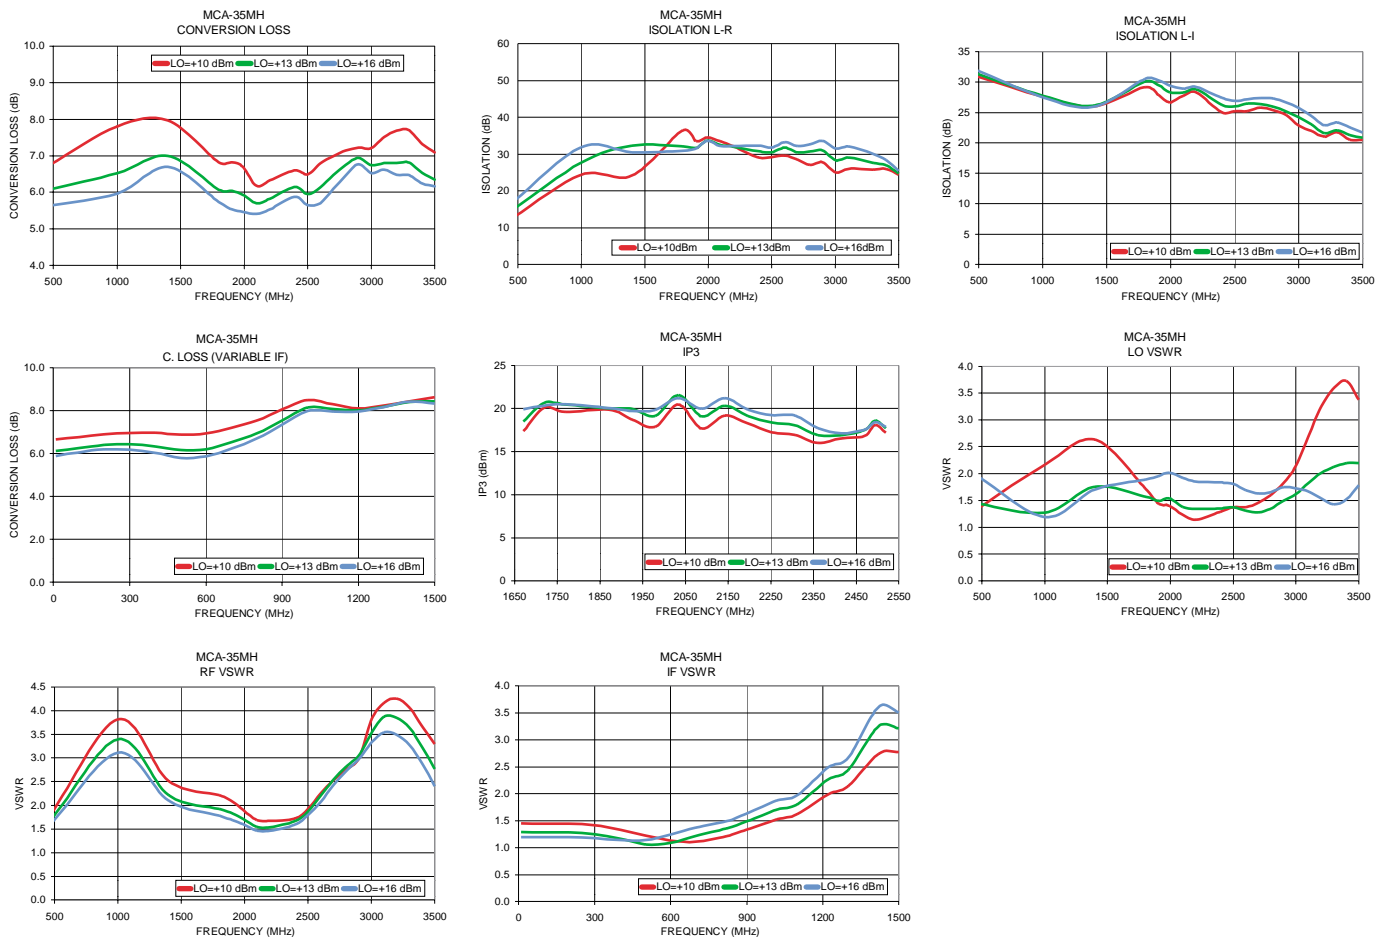 MCA-35MH
CONVERSION LOSS
CONVERSION LOSS (dB)
10.0
9.0
8.0
7.0
6.0
5.0
4.0
LO=+10 dBm LO=+13 dBm LO=+16 dBm
500 1000 1500 2000 2500 3000 3500
FREQUENCY (MHz)
MCA-35MH
ISOLATION L-R
ISOLATION (dB)
60
50
40
30
20
10
0
LO=+10dBm LO=+13dBm LO=+16dBm
500 1000 1500 2000 2500 3000 3500
FREQUENCY (MHz)
MCA-35MH
ISOLATION L-I
ISOLATION (dB)
35
30
25
20
15
10
5
0
LO=+10 dBm LO=+13 dBm LO=+16 dBm
500 1000 1500 2000 2500 3000 3500
FREQUENCY (MHz)
MCA-35MH
C. LOSS (VARIABLE IF)
CONVERSION LOSS (dB)
10.0
8.0
6.0
4.0
2.0
0.0
LO=+10 dBm LO=+13 dBm LO=+16 dBm
0 300 600 900 1200 1500
FREQUENCY (MHz)
MCA-35MH
IP3
IP3 (dBm)
25
20
15
10
5
0
LO=+10 dBm LO=+13 dBm LO=+16 dBm
1650 1750 1850 1950 2050 2150 2250 2350 2450 2550
FREQUENCY (MHz)
MCA-35MH
LO VSWR
VSWR
4.0
3.5
3.0
2.5
2.0
1.5
1.0
0.5
0.0
LO=+10 dBm LO=+13 dBm LO=+16 dBm
500 1000 1500 2000 2500 3000 3500
FREQUENCY (MHz)
MCA-35MH
RF VSWR
VSWR
4.5
4.0
3.5
3.0
2.5
2.0
1.5
1.0
0.5
0.0
LO=+10 dBm LO=+13 dBm LO=+16 dBm
500 1000 1500 2000 2500 3000 3500
FREQUENCY (MHz)
MCA-35MH
IF VSWR
VSWR
4.0
3.5
3.0
2.5
2.0
1.5
1.0
0.5
0.0
LO=+10 dBm LO=+13 dBm LO=+16 dBm
0 300 600 900 1200 1500
FREQUENCY (MHz)